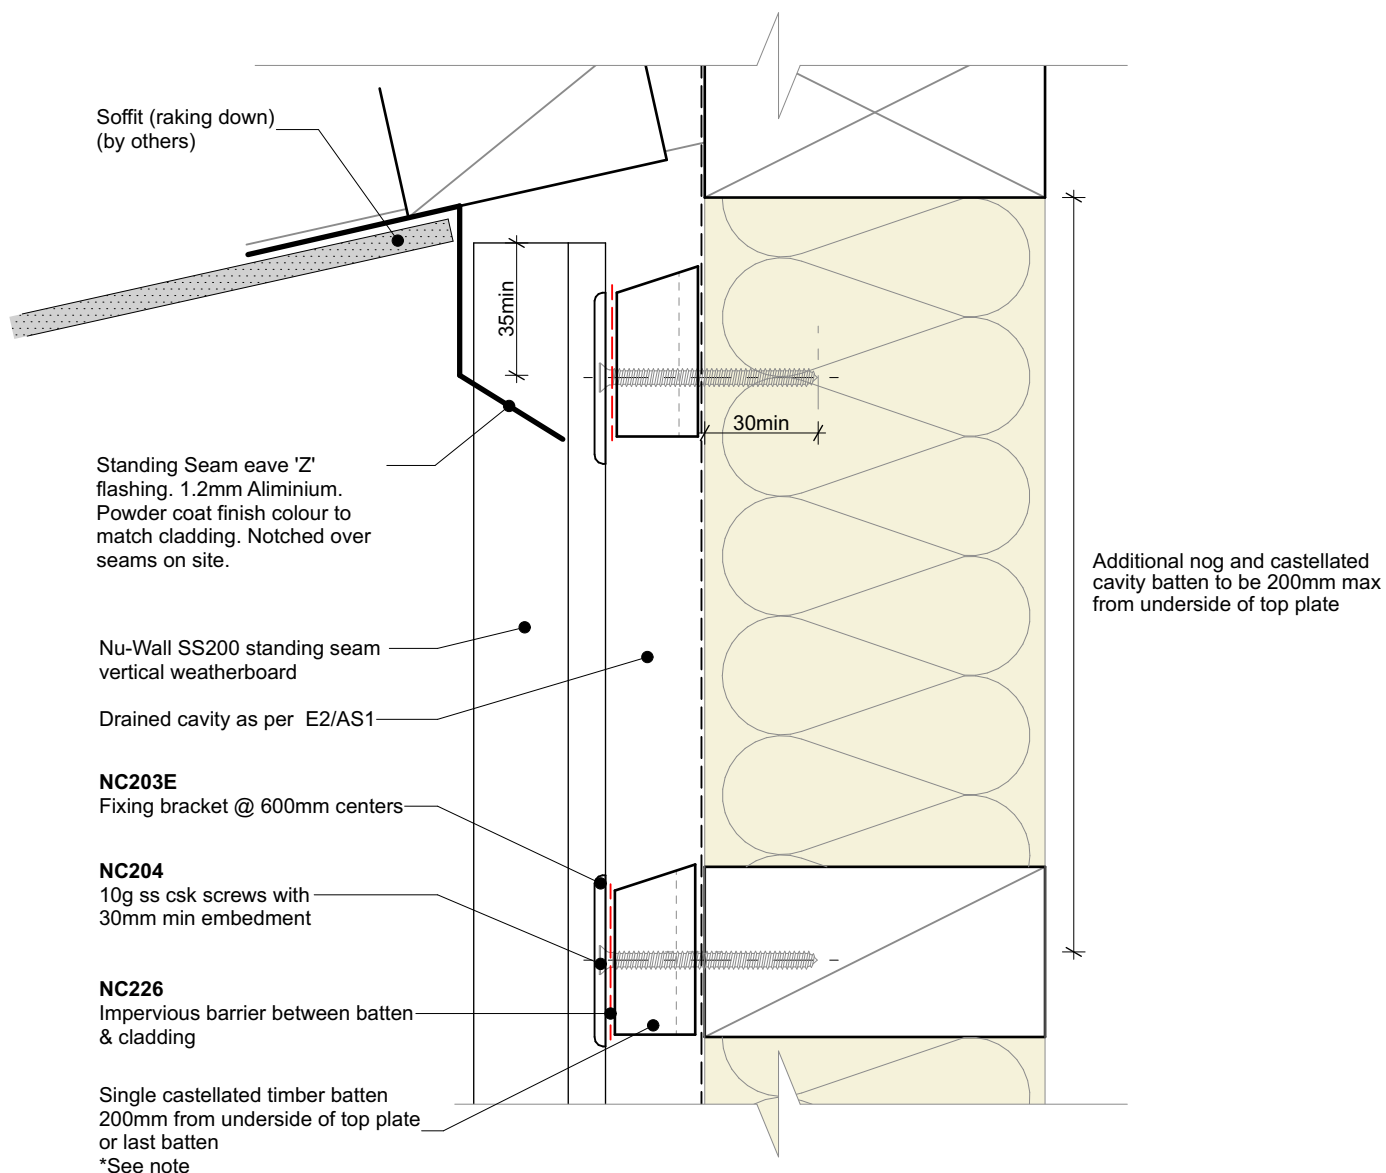 Soffit (raking down)
(by others)
35min
30min
Standing Seam eave 'Z'
flashing. 1.2mm Aliminium.
Powder coat finish colour to
match cladding. Notched over
seams on site.
Additional nog and castellated
cavity batten to be 200mm max
from underside of top plate
Nu-Wall SS200 standing seam
vertical weatherboard
Drained cavity as per E2/AS1
NC203E
Fixing bracket @ 600mm centers
NC204
10g ss csk screws with
30mm min embedment
NC226
Impervious barrier between batten
& cladding
Single castellated timber batten
200mm from underside of top plate
or last batten
*See note